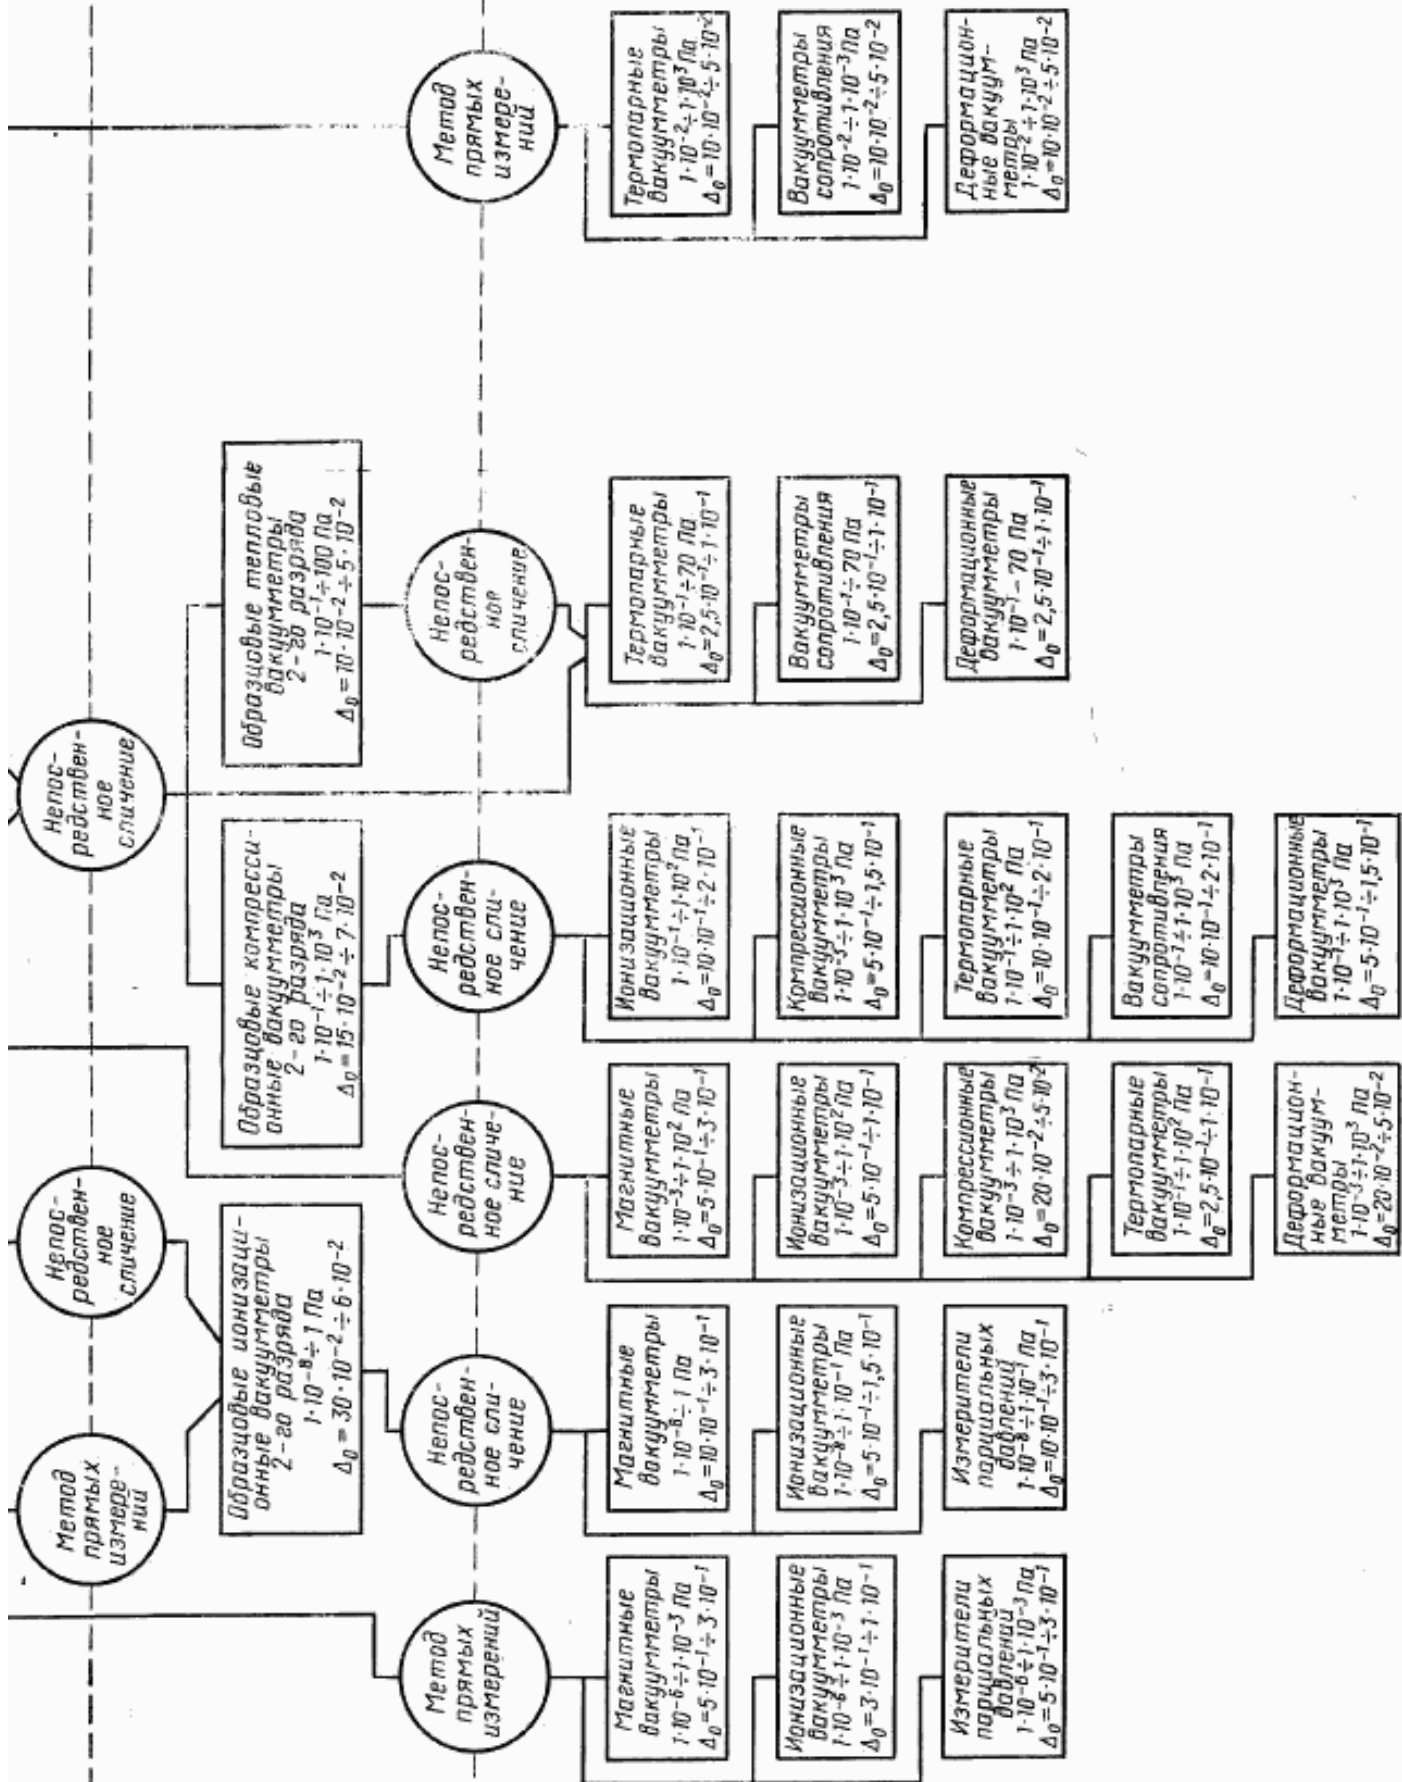 Метод
прямых
измере-
ний
Непос-
редствен-
ное
сличение
Непос-
редствен-
ное
сличение
Образцовые ионизаци-
онные вакуумметры
2-го разряда
1·10⁻⁸÷1 Па
Δ₀=30·10⁻²÷6·10⁻²
Образцовые компресси-
онные вакуумметры
2-го разряда
1·10⁻¹÷1·10³ Па
Δ₀=15·10⁻²÷7·10⁻²
Образцовые тепловые
вакуумметры
2-го разряда
1·10⁻¹÷100 Па
Δ₀=10·10⁻²÷5·10⁻²
Метод
прямых
измерений
Непос-
редствен-
ное сли-
чение
Непос-
редствен-
ное сличе-
ние
Непос-
редствен-
ное сли-
чение
Непос-
редствен-
ное
сличение
Метод
прямых
измере-
ний
Магнитные
вакуумметры
1·10⁻⁶÷1·10⁻³ Па
Δ₀=5·10⁻¹÷3·10⁻¹
Магнитные
вакуумметры
1·10⁻⁸÷1 Па
Δ₀=10·10⁻¹÷3·10⁻¹
Магнитные
вакуумметры
1·10⁻³÷1·10² Па
Δ₀=5·10⁻¹÷3·10⁻¹
Ионизационные
вакуумметры
1·10⁻¹÷1·10² Па
Δ₀=10·10⁻¹÷2·10⁻¹
Термопарные
вакуумметры
1·10⁻¹÷70 Па
Δ₀=2,5·10⁻¹÷1·10⁻¹
Термопарные
вакуумметры
1·10⁻²÷1·10³ Па
Δ₀=10·10⁻²÷5·10⁻²
Ионизационные
вакуумметры
1·10⁻⁶÷1·10⁻³ Па
Δ₀=3·10⁻¹÷1·10⁻¹
Ионизационные
вакуумметры
1·10⁻⁸÷1·10⁻¹ Па
Δ₀=5·10⁻¹÷1,5·10⁻¹
Ионизационные
вакуумметры
1·10⁻³÷1·10² Па
Δ₀=5·10⁻¹÷1·10⁻¹
Компрессионные
вакуумметры
1·10⁻³÷1·10³ Па
Δ₀=5·10⁻¹÷1,5·10⁻¹
Вакуумметры
сопротивления
1·10⁻¹÷70 Па
Δ₀=2,5·10⁻¹÷1·10⁻¹
Вакуумметры
сопротивления
1·10⁻²÷1·10⁻³ Па
Δ₀=10·10⁻²÷5·10⁻²
Измерители
парциальных
давлений
1·10⁻⁶÷1·10⁻³ Па
Δ₀=5·10⁻¹÷3·10⁻¹
Измерители
парциальных
давлений
1·10⁻⁸÷1·10⁻¹ Па
Δ₀=10·10⁻¹÷3·10⁻¹
Компрессионные
вакуумметры
1·10⁻³÷1·10³ Па
Δ₀=20·10⁻²÷5·10⁻²
Термопарные
вакуумметры
1·10⁻¹÷1·10² Па
Δ₀=10·10⁻¹÷2·10⁻¹
Деформационные
вакуумметры
1·10⁻¹–70 Па
Δ₀=2,5·10⁻¹÷1·10⁻¹
Деформацион-
ные вакуум-
метры
1·10⁻²÷1·10³ Па
Δ₀=10·10⁻²÷5·10⁻²
Термопарные
вакуумметры
1·10⁻¹÷1·10² Па
Δ₀=2,5·10⁻¹÷1·10⁻¹
Вакуумметры
сопротивления
1·10⁻¹÷1·10³ Па
Δ₀=10·10⁻¹÷2·10⁻¹
Деформацион-
ные вакуум-
метры
1·10⁻³÷1·10³ Па
Δ₀=20·10⁻²÷5·10⁻²
Деформационные
вакуумметры
1·10⁻¹÷1·10³ Па
Δ₀=5·10⁻¹÷1,5·10⁻¹